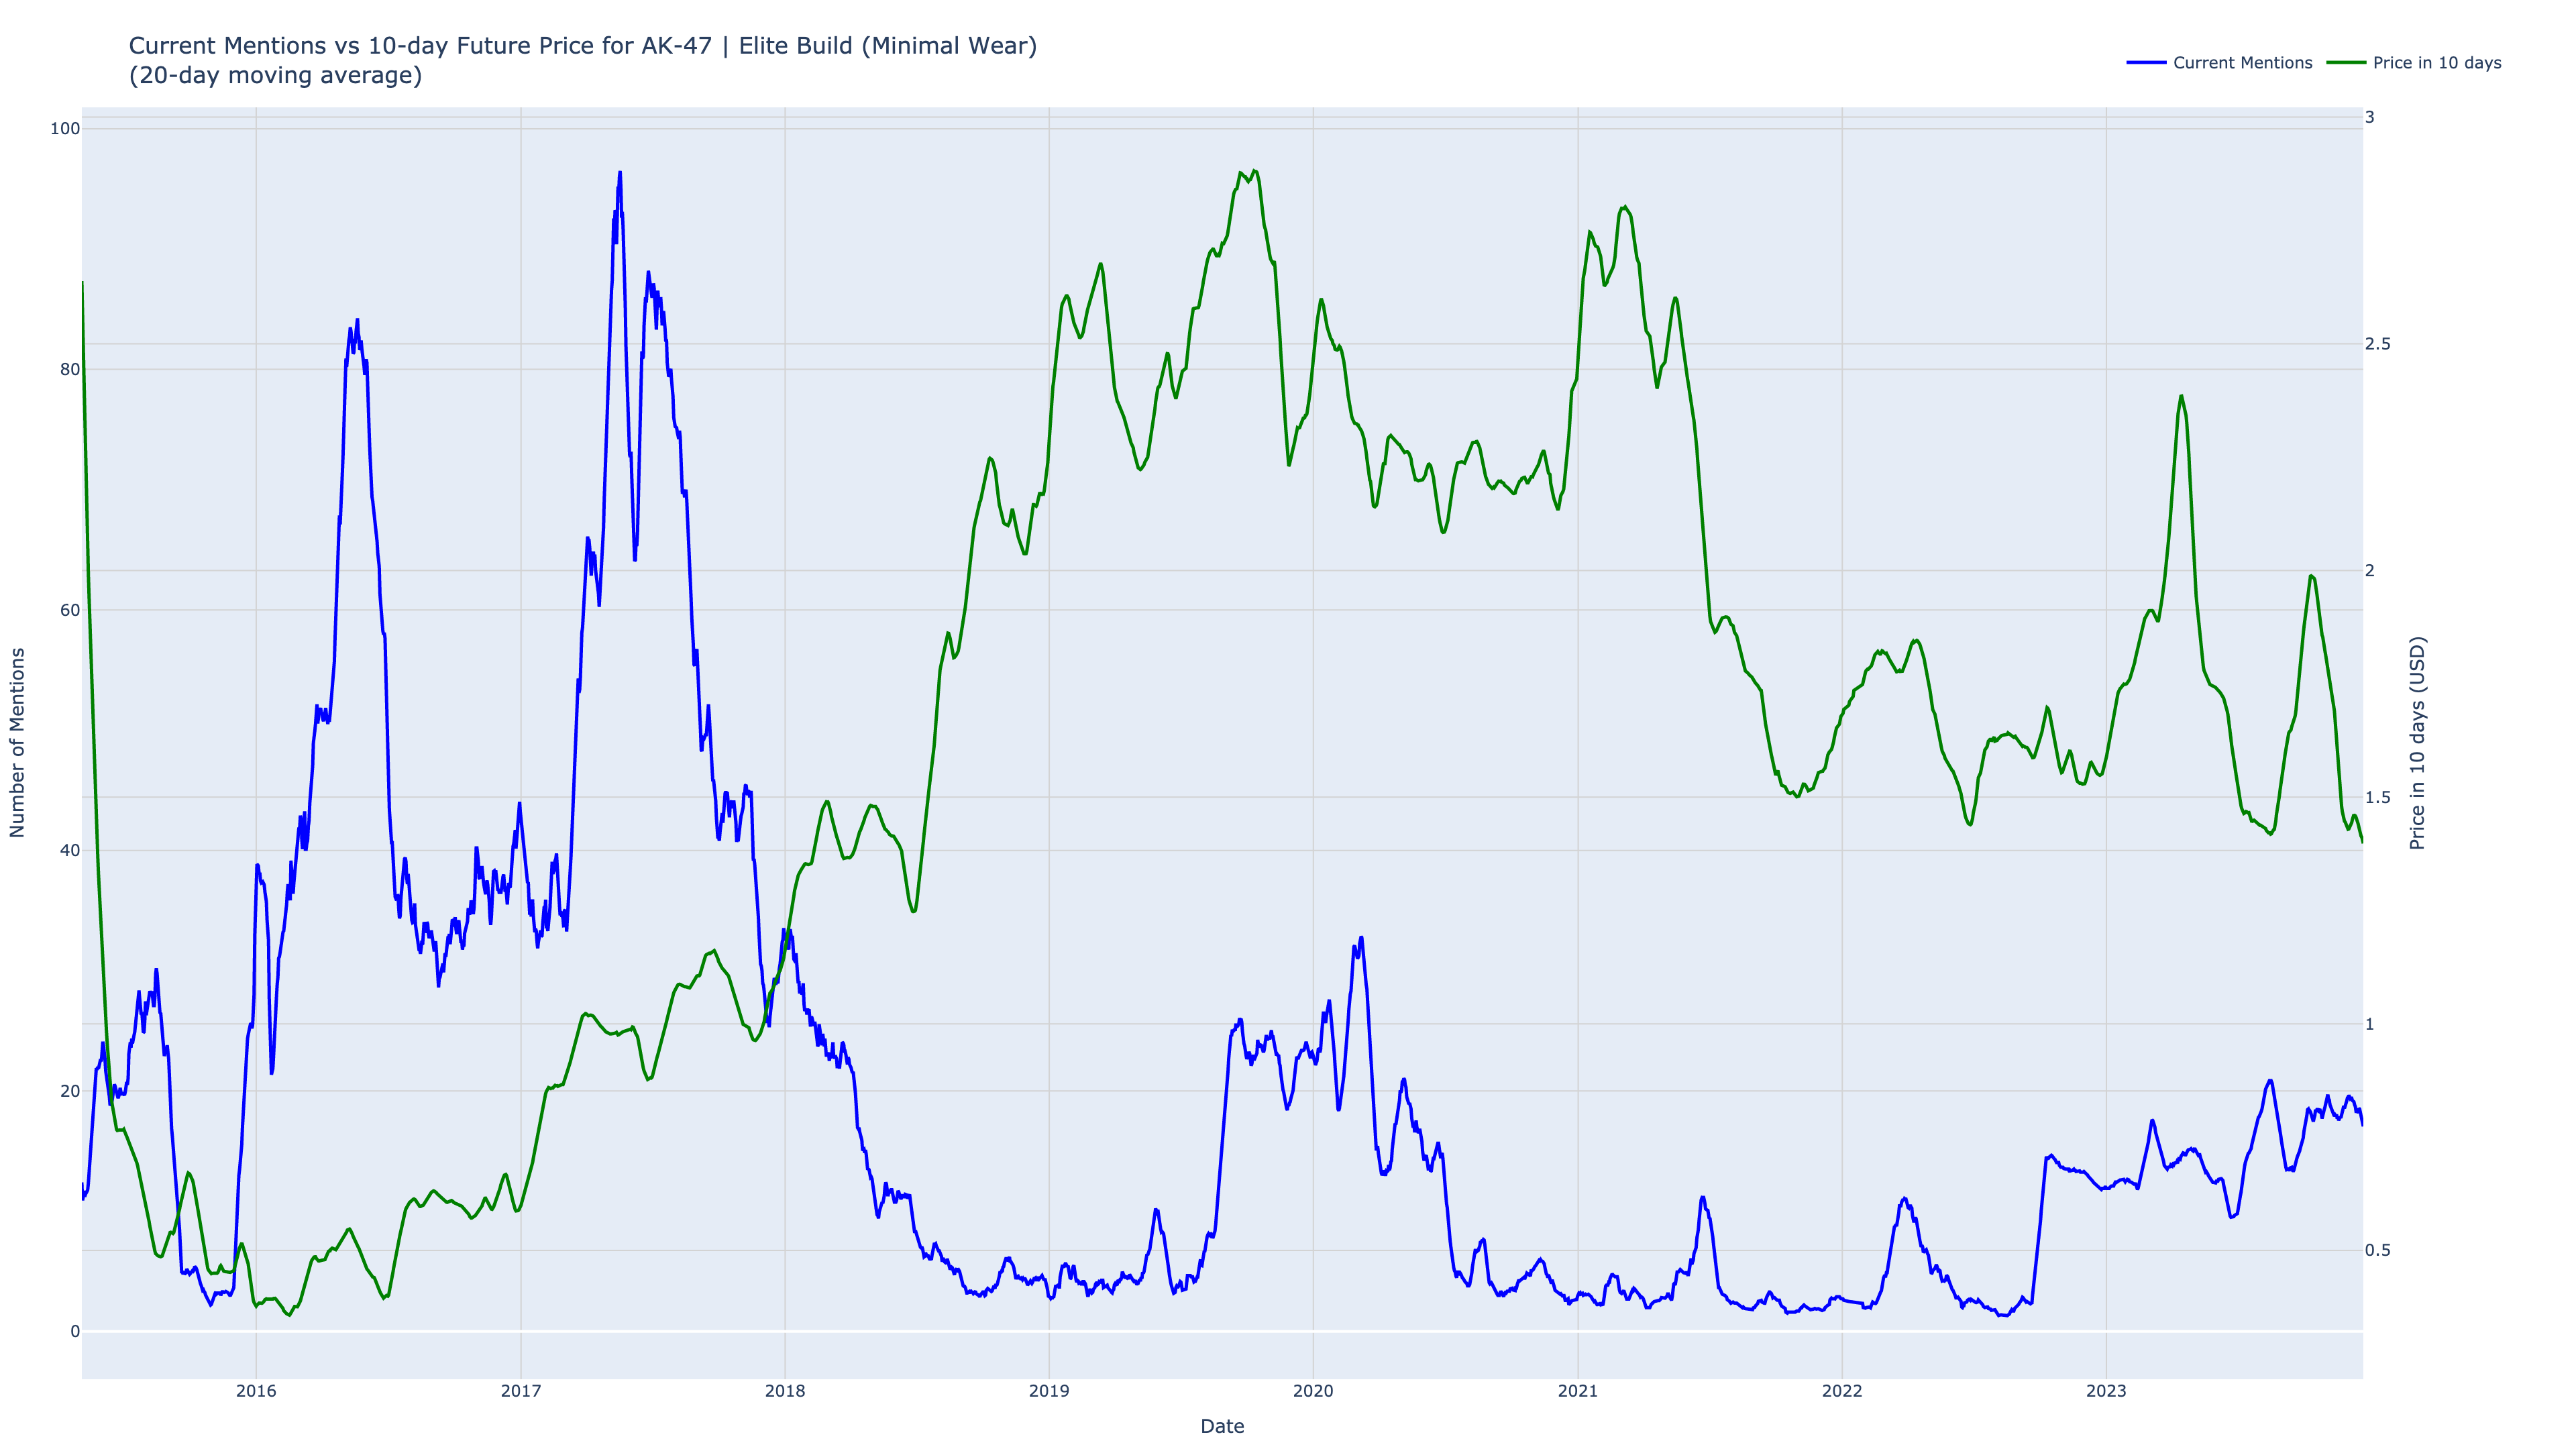 Current Mentions vs 10-day Future Price for AK-47 | Elite Build (Minimal Wear)
(20-day moving average)
Current Mentions
Price in 10 days
100
80
60
40
20
0
Number of Mentions
3
2.5
2
1.5
1
0.5
Price in 10 days (USD)
2016
2017
2018
2019
2020
2021
2022
2023
Date